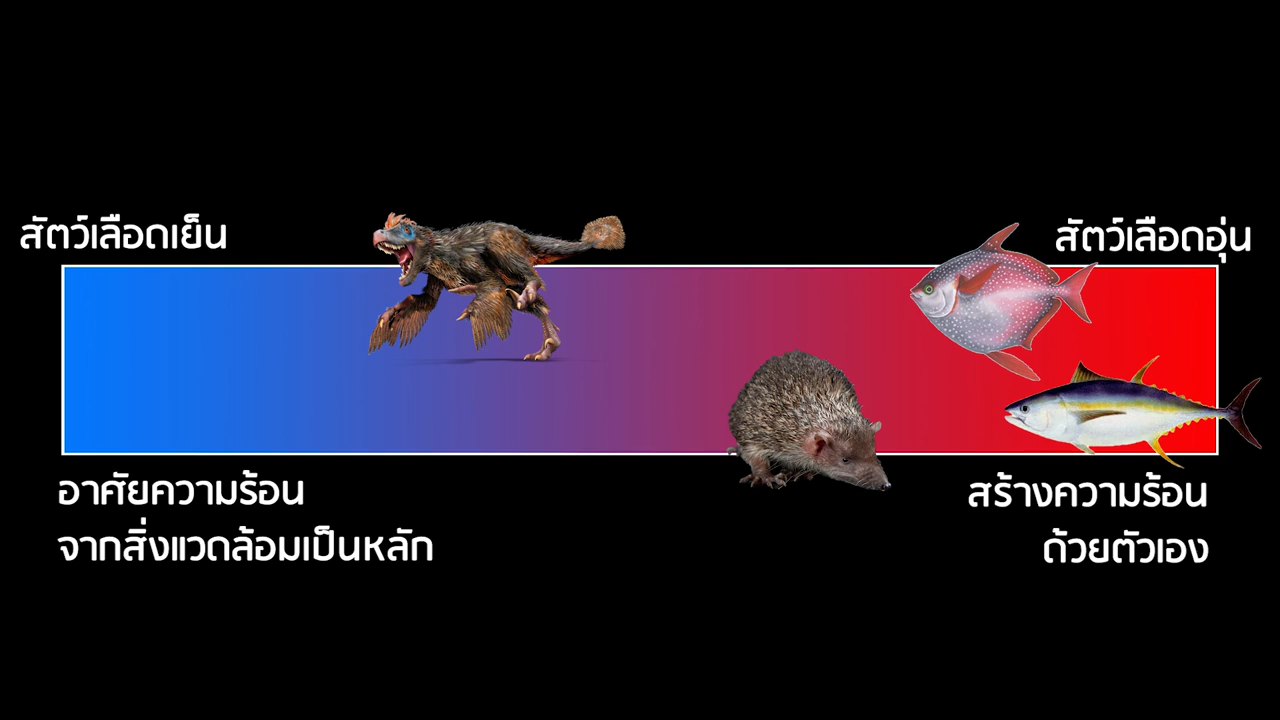 สัตว์เลือดเย็น
สัตว์เลือดอุ่น
อาศัยความร้อน
จากสิ่งแวดล้อมเป็นหลัก
สร้างความร้อน
ด้วยตัวเอง